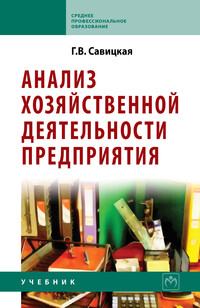 СРЕДНЕЕ
ПРОФЕССИОНАЛЬНОЕ
ОБРАЗОВАНИЕ
Г.В. Савицкая
АНАЛИЗ
ХОЗЯЙСТВЕННОЙ
ДЕЯТЕЛЬНОСТИ
ПРЕДПРИЯТИЯ
УЧЕБНИК